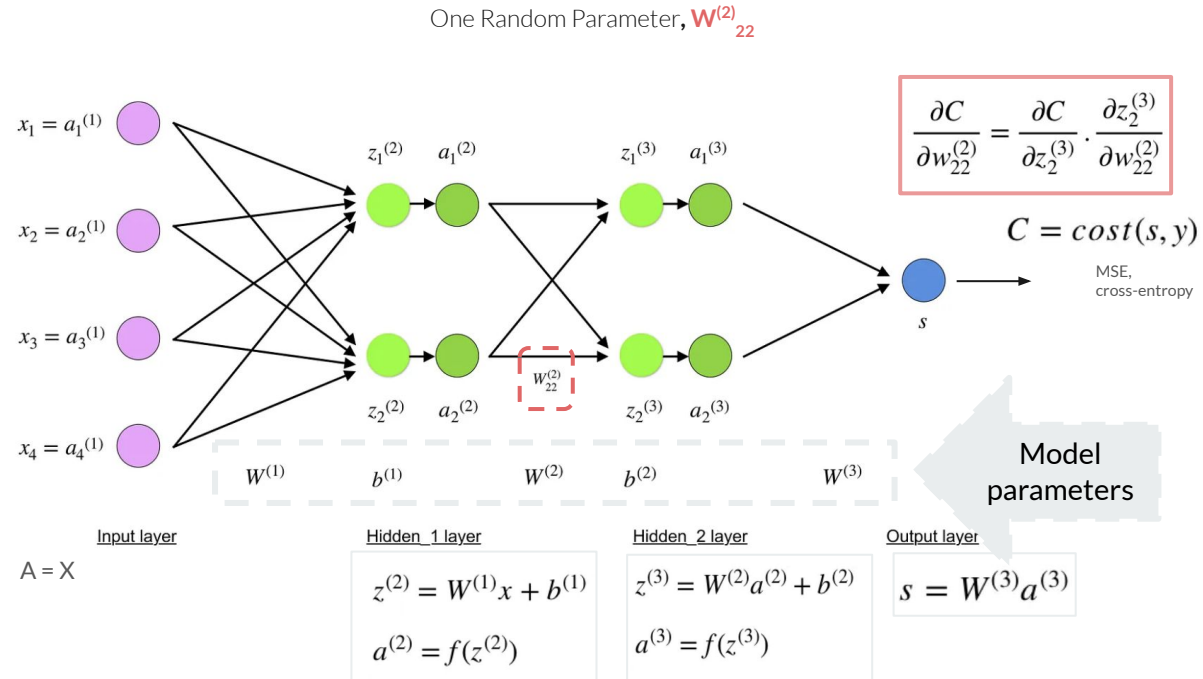 One Random Parameter, W⁽²⁾₂₂
x₁ = a₁⁽¹⁾
x₂ = a₂⁽¹⁾
x₃ = a₃⁽¹⁾
x₄ = a₄⁽¹⁾
z₁⁽²⁾ a₁⁽²⁾
z₁⁽³⁾ a₁⁽³⁾
∂C/∂w₂₂⁽²⁾ = ∂C/∂z₂⁽³⁾ . ∂z₂⁽³⁾/∂w₂₂⁽²⁾
C = cost(s, y)
MSE,
cross-entropy
s
W₂₂⁽²⁾
z₂⁽²⁾ a₂⁽²⁾
z₂⁽³⁾ a₂⁽³⁾
W⁽¹⁾ b⁽¹⁾ W⁽²⁾ b⁽²⁾ W⁽³⁾
Model
parameters
Input layer
A = X
Hidden_1 layer
z⁽²⁾ = W⁽¹⁾x + b⁽¹⁾
a⁽²⁾ = f(z⁽²⁾)
Hidden_2 layer
z⁽³⁾ = W⁽²⁾a⁽²⁾ + b⁽²⁾
a⁽³⁾ = f(z⁽³⁾)
Output layer
s = W⁽³⁾a⁽³⁾